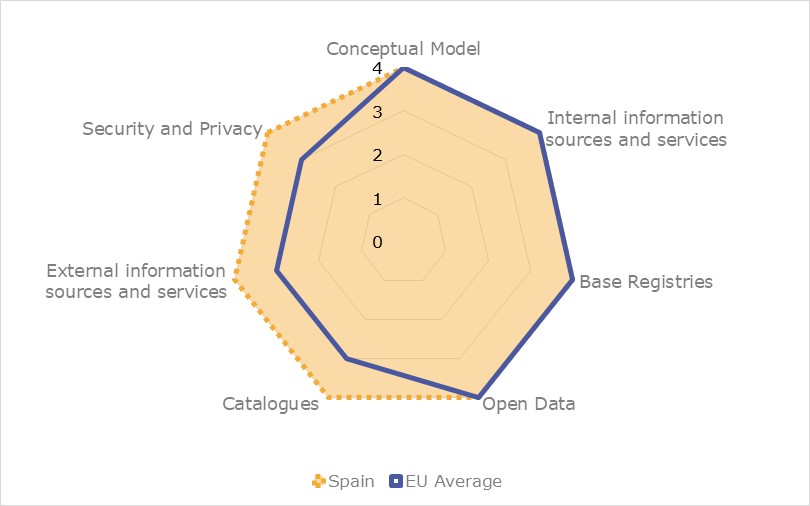 Conceptual Model
4
Internal information
sources and services
3
Security and Privacy
2
1
0
External information
sources and services
Base Registries
Catalogues
Open Data
Spain
EU Average